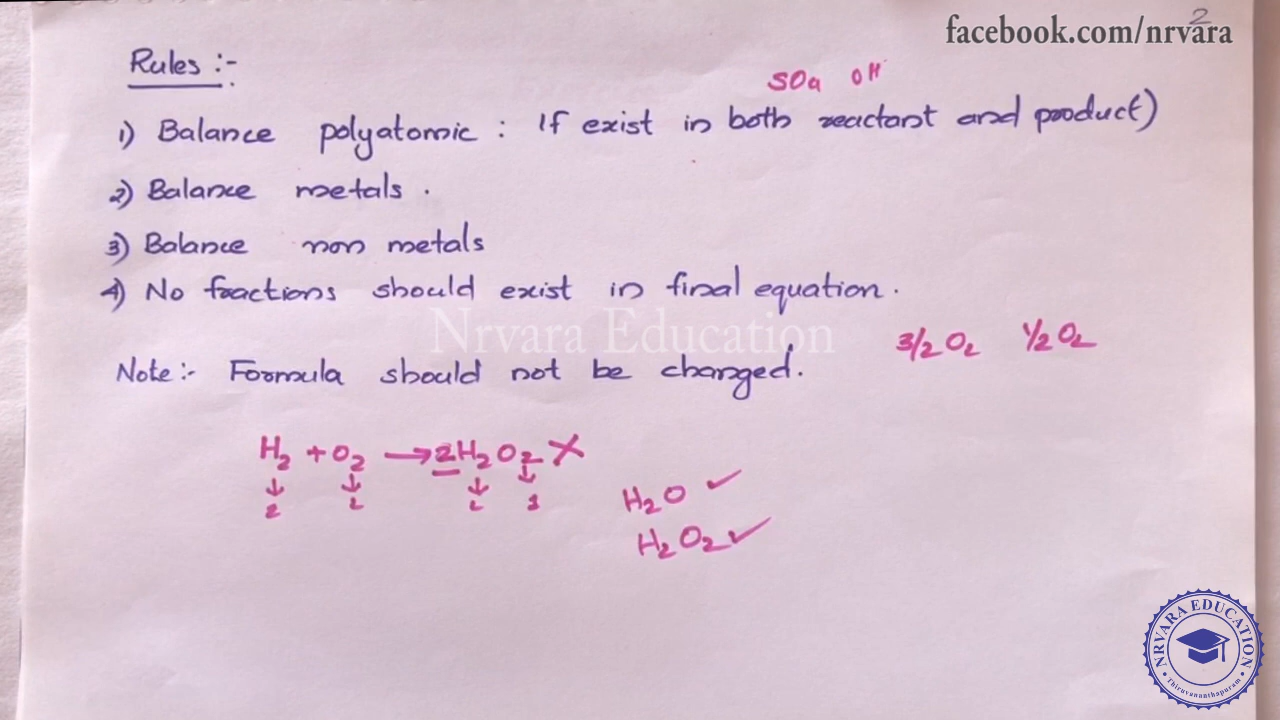 2
facebook.com/nrvara
Rules :-
SO4 OH
1) Balance polyatomic : If exist in both reactant and product)
2) Balance metals .
3) Balance non metals
4) No fractions should exist in final equation .
Nrvara Education
3/2 O2 1/2 O2
Note :- Formula should not be changed .
H2 + O2 → 2H2O2 X
↓ ↓ ↓ ↓
2 2 2 1
H2O ✓
H2O2 ✓
NRVARA EDUCATION
Thiruvananthapuram